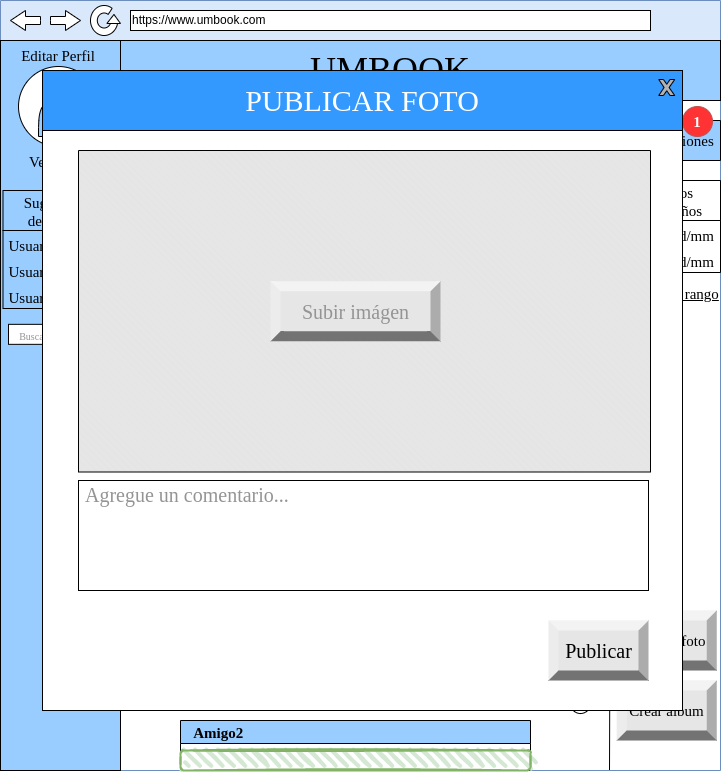 https://www.umbook.com
Editar Perfil
UMBOOK
PUBLICAR FOTO
X
1
iones
Ve
Sug
de
Usuar
Usuar
Usuar
Busca
os
ños
d/mm
d/mm
rango
Subir imágen
Agregue un comentario...
Publicar
foto
Crear álbum
Amigo2